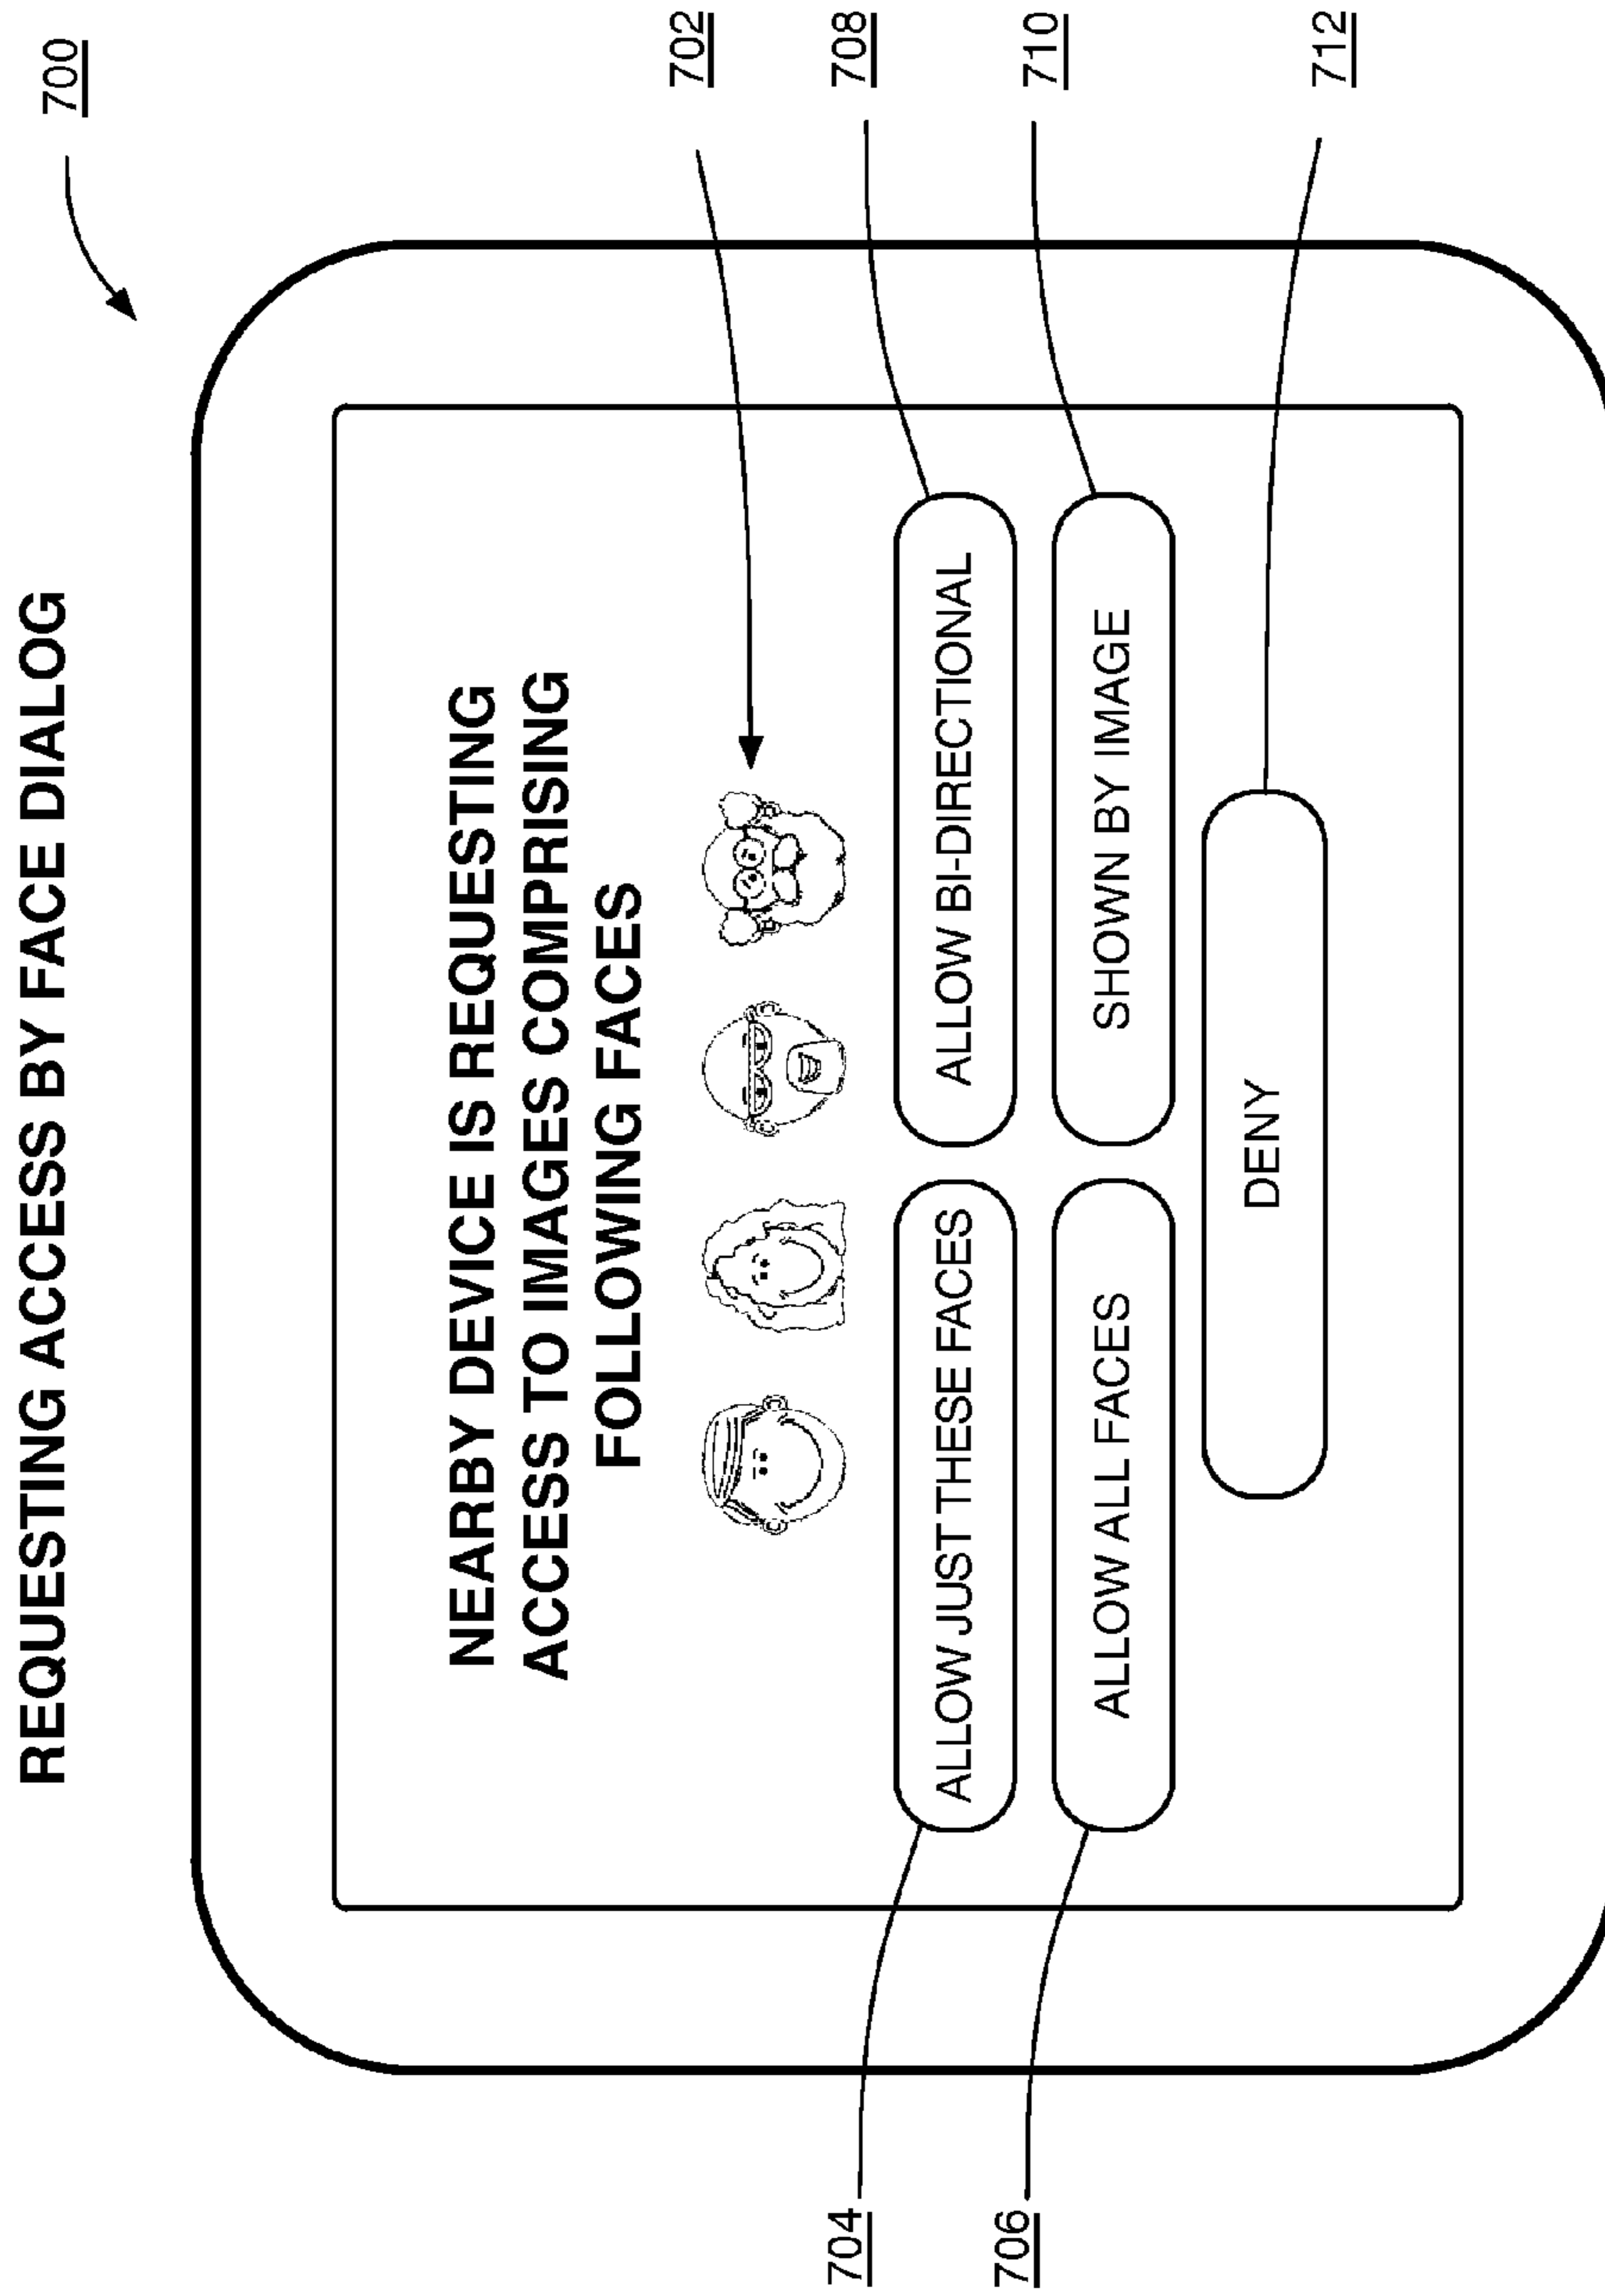 REQUESTING ACCESS BY FACE DIALOG
700
NEARBY DEVICE IS REQUESTING
ACCESS TO IMAGES COMPRISING
FOLLOWING FACES
702
704
ALLOW JUST THESE FACES
ALLOW BI-DIRECTIONAL
708
706
ALLOW ALL FACES
SHOWN BY IMAGE
710
DENY
712